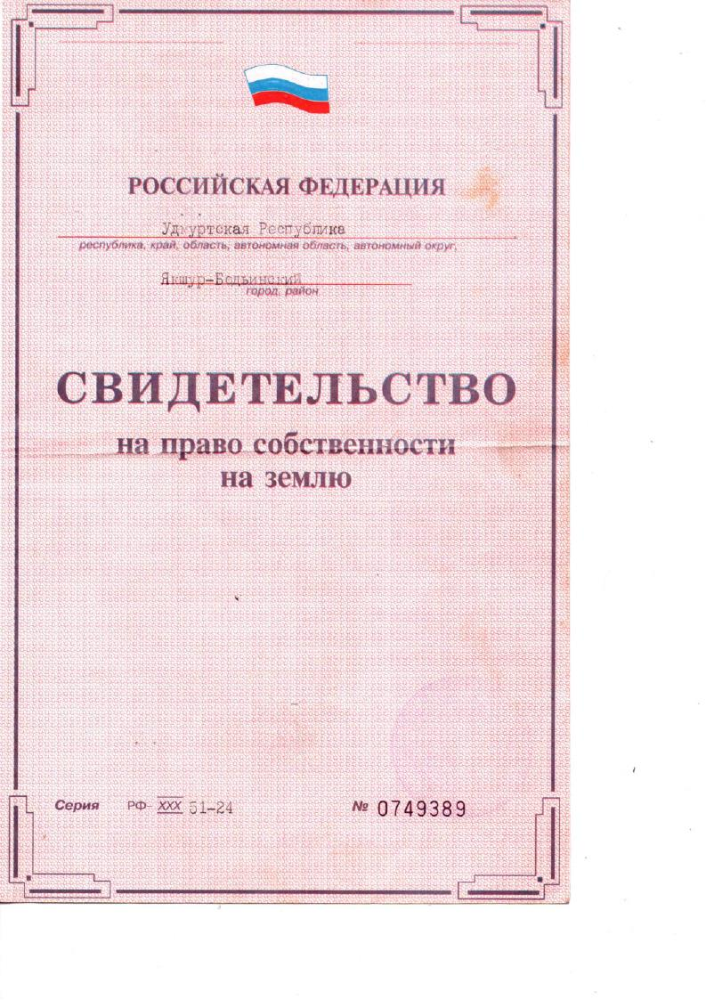 РОССИЙСКАЯ ФЕДЕРАЦИЯ
Удмуртская Республика
республика, край, область, автономная область, автономный округ,
Якшур-Бодьинский
город, район
СВИДЕТЕЛЬСТВО
на право собственности
на землю
Серия РФ- XXX 51-24 № 0749389